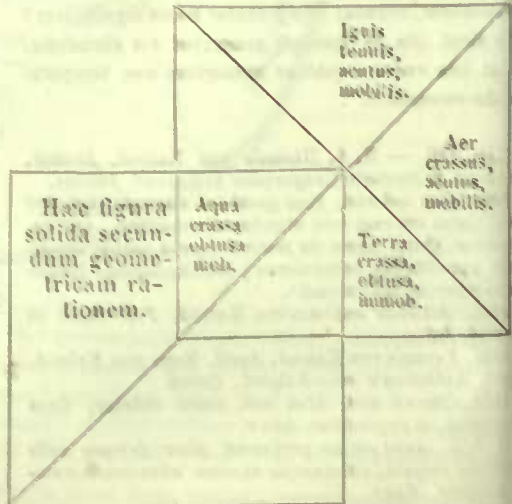 Ignis
tenuis,
acutus,
mobilis.
Aer
crassus,
acutus,
mobilis.
Hæc figura
solida secun-
dum geome-
tricam ra-
tionem.
Aqua
crassa
obtusa
mob.
Terra
crassa,
obtusa,
immob.